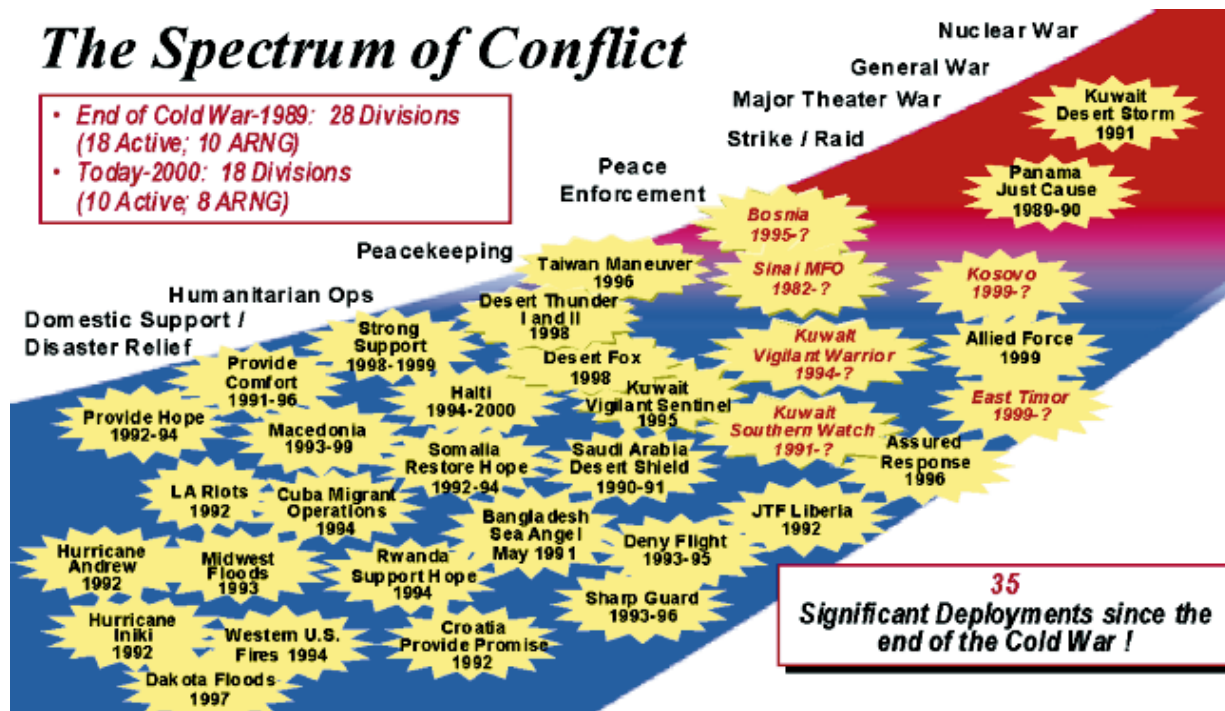 The Spectrum of Conflict
• End of Cold War-1989: 28 Divisions
(18 Active; 10 ARNG)
• Today-2000: 18 Divisions
(10 Active; 8 ARNG)
Nuclear War
General War
Major Theater War
Strike / Raid
Peace
Enforcement
Peacekeeping
Humanitarian Ops
Domestic Support /
Disaster Relief
Kuwait
Desert Storm
1991
Panama
Just Cause
1989-90
Bosnia
1995-?
Taiwan Maneuver
1996
Sinai MFO
1982-?
Kosovo
1999-?
Desert Thunder
I and II
1998
Strong
Support
1998-1999
Desert Fox
1998
Kuwait
Vigilant Warrior
1994-?
Allied Force
1999
Provide
Comfort
1991-96
Haiti
1994-2000
Kuwait
Vigilant Sentinel
1995
East Timor
1999-?
Provide Hope
1992-94
Macedonia
1993-99
Kuwait
Southern Watch
1991-?
Somalia
Restore Hope
1992-94
Saudi Arabia
Desert Shield
1990-91
Assured
Response
1996
LA Riots
1992
Cuba Migrant
Operations
1994
Bangladesh
Sea Angel
May 1991
JTF Liberia
1992
Deny Flight
1993-95
Hurricane
Andrew
1992
Midwest
Floods
1993
Rwanda
Support Hope
1994
Sharp Guard
1993-96
Hurricane
Iniki
1992
Western U.S.
Fires 1994
Croatia
Provide Promise
1992
Dakota Floods
1997
35
Significant Deployments since the
end of the Cold War !